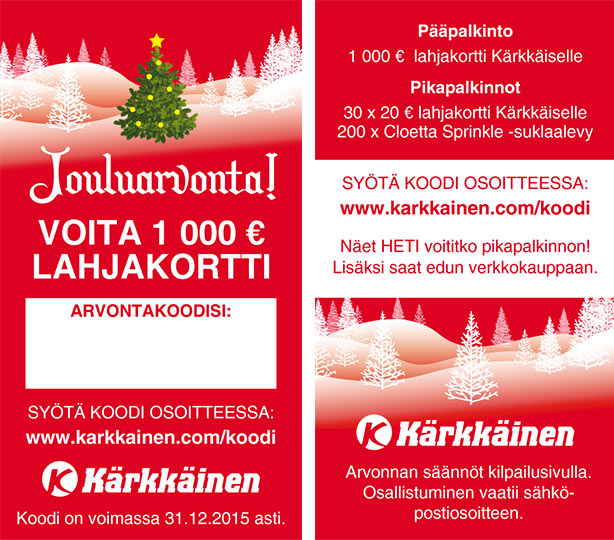 Jouluarvonta!
VOITA 1 000 €
LAHJAKORTTI
ARVONTAKOODISI:
SYÖTÄ KOODI OSOITTEESSA:
www.karkkainen.com/koodi
K Kärkkäinen
Koodi on voimassa 31.12.2015 asti.
Pääpalkinto
1 000 € lahjakortti Kärkkäiselle
Pikapalkinnot
30 x 20 € lahjakortti Kärkkäiselle
200 x Cloetta Sprinkle -suklaalevy
SYÖTÄ KOODI OSOITTEESSA:
www.karkkainen.com/koodi
Näet HETI voititko pikapalkinnon!
Lisäksi saat edun verkkokauppaan.
K Kärkkäinen
Arvonnan säännöt kilpailusivulla.
Osallistuminen vaatii sähkö-
postiosoitteen.